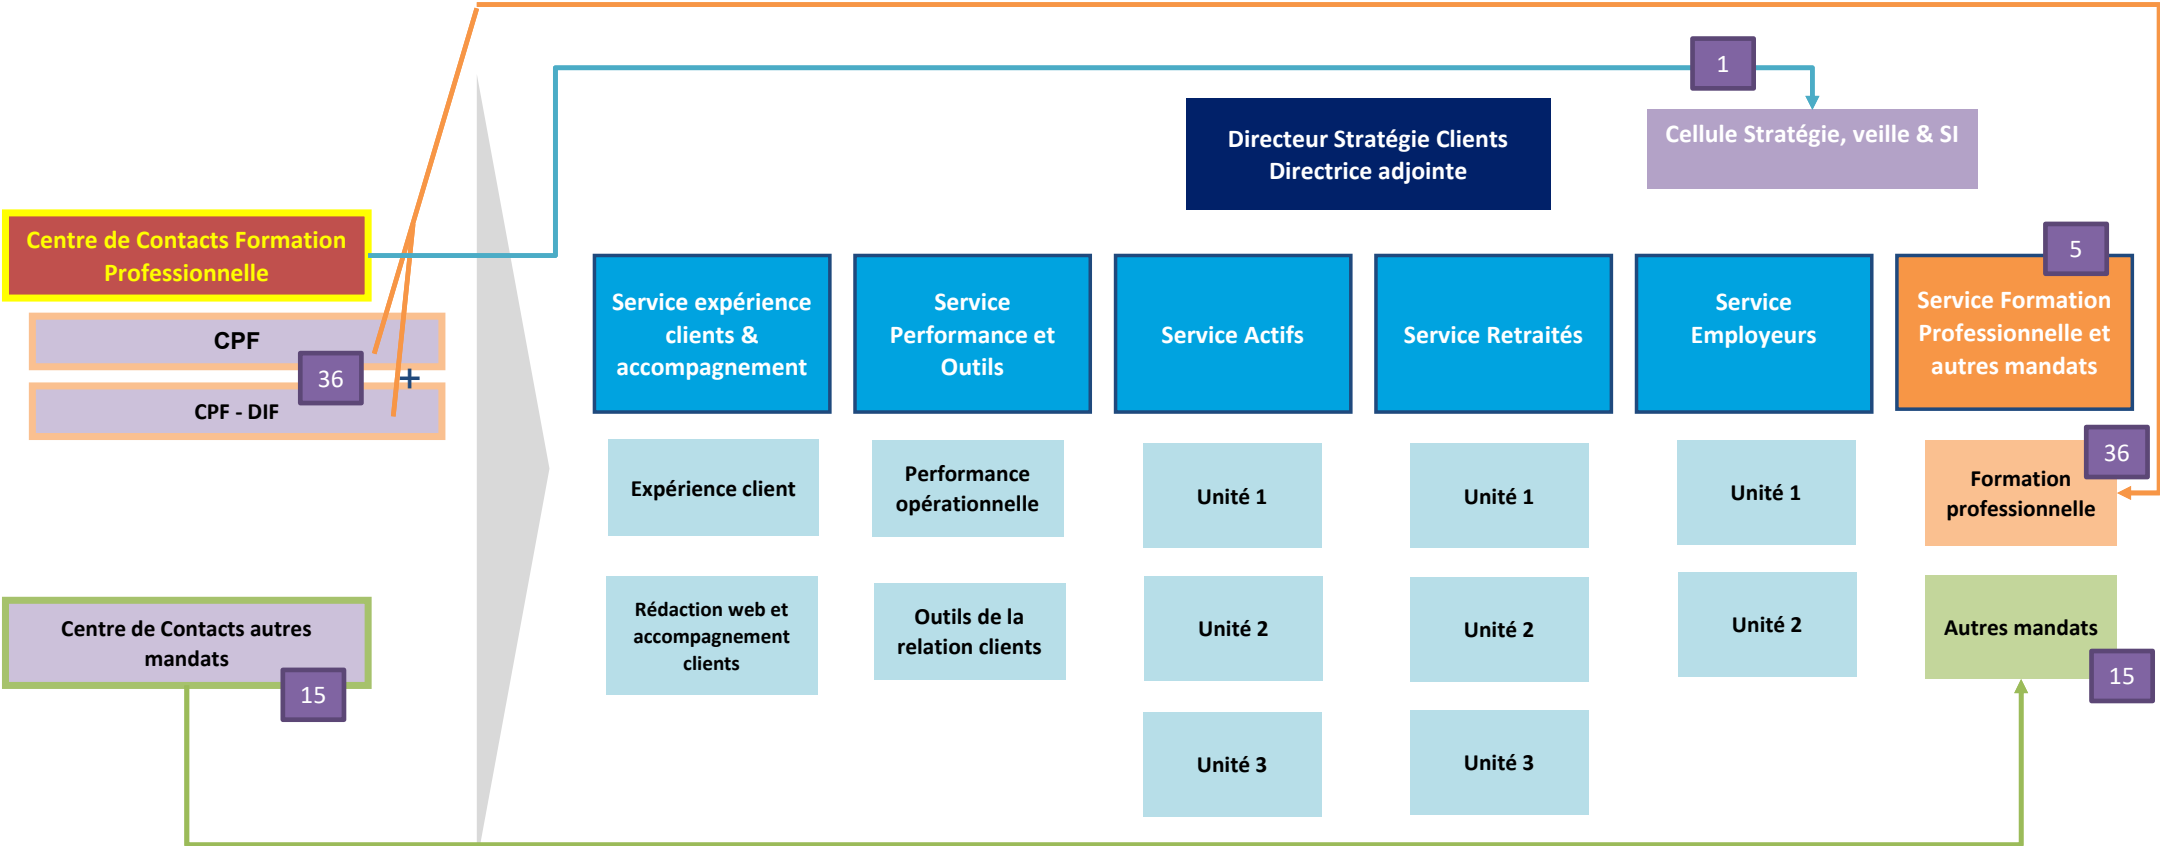 1
Directeur Stratégie Clients
Directrice adjointe
Cellule Stratégie, veille & SI
Centre de Contacts Formation
Professionnelle
CPF
36
+
CPF - DIF
Centre de Contacts autres
mandats
15
Service expérience
clients &
accompagnement
Expérience client
Rédaction web et
accompagnement
clients
Service
Performance et
Outils
Performance
opérationnelle
Outils de la
relation clients
Service Actifs
Unité 1
Unité 2
Unité 3
Service Retraités
Unité 1
Unité 2
Unité 3
Service
Employeurs
Unité 1
Unité 2
5
Service Formation
Professionnelle et
autres mandats
36
Formation
professionnelle
Autres mandats
15